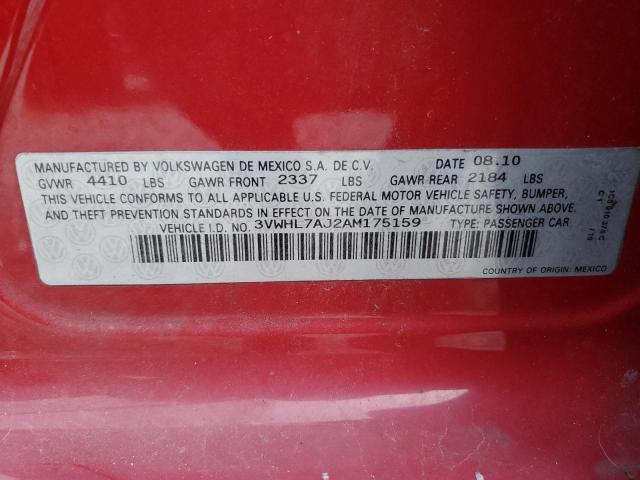 MANUFACTURED BY VOLKSWAGEN DE MEXICO S.A. DE C.V. DATE 08.10
GVWR 4410 LBS GAWR FRONT 2337 LBS GAWR REAR 2184 LBS
THIS VEHICLE CONFORMS TO ALL APPLICABLE U.S. FEDERAL MOTOR VEHICLE SAFETY, BUMPER,
AND THEFT PREVENTION STANDARDS IN EFFECT ON THE DATE OF MANUFACTURE SHOWN ABOVE.
VEHICLE I.D. NO. 3VWHL7AJ2AM175159 TYPE: PASSENGER CAR
COUNTRY OF ORIGIN: MEXICO